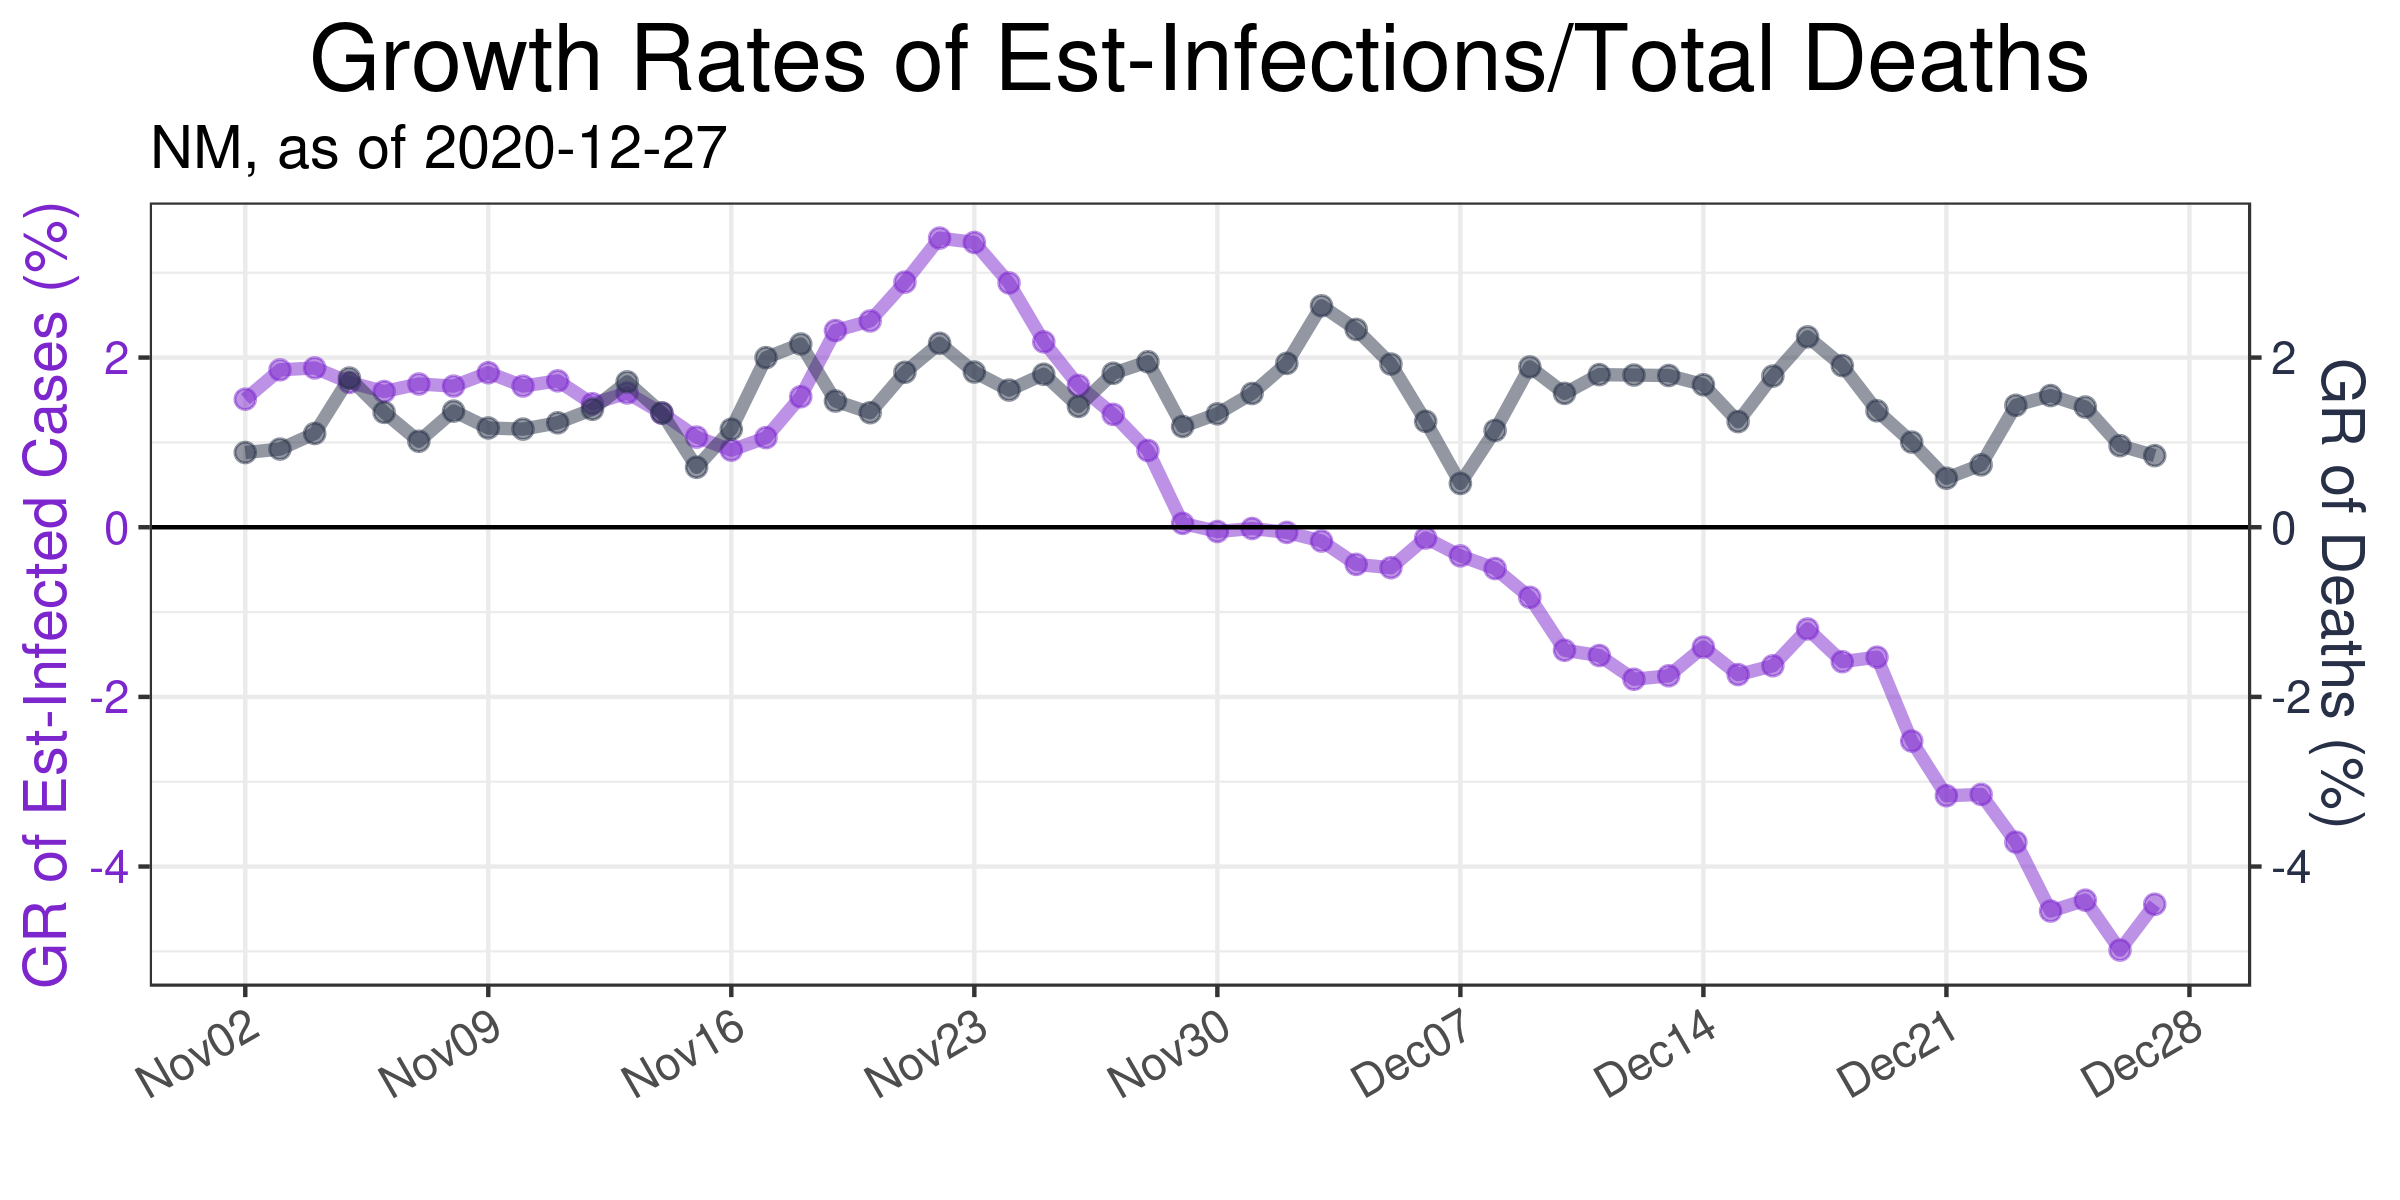 Growth Rates of Est-Infections/Total Deaths
NM, as of 2020-12-27
GR of Est-Infected Cases (%)
2
0
-2
-4
2
0
-2
-4
GR of Deaths (%)
Nov02
Nov09
Nov16
Nov23
Nov30
Dec07
Dec14
Dec21
Dec28